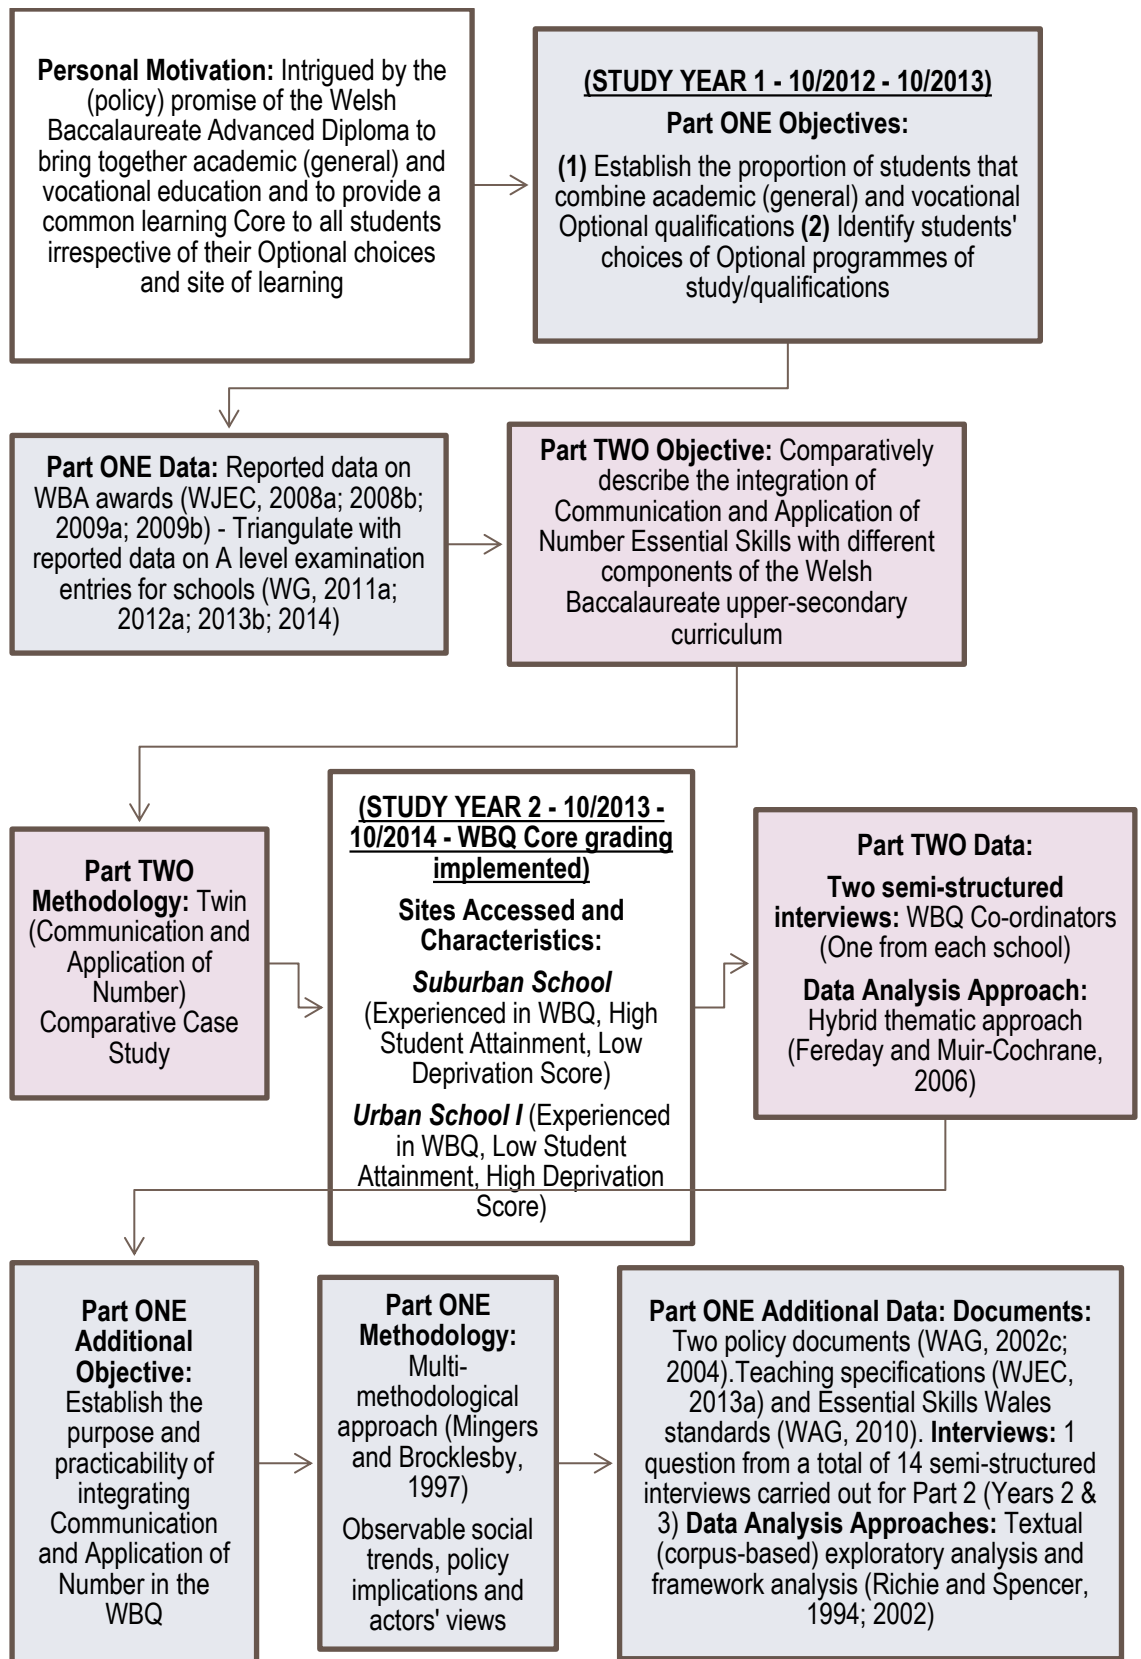 Personal Motivation: Intrigued by the
(policy) promise of the Welsh
Baccalaureate Advanced Diploma to
bring together academic (general) and
vocational education and to provide a
common learning Core to all students
irrespective of their Optional choices
and site of learning
(STUDY YEAR 1 - 10/2012 - 10/2013)
Part ONE Objectives:
(1) Establish the proportion of students that
combine academic (general) and vocational
Optional qualifications (2) Identify students'
choices of Optional programmes of
study/qualifications
Part ONE Data: Reported data on
WBA awards (WJEC, 2008a; 2008b;
2009a; 2009b) - Triangulate with
reported data on A level examination
entries for schools (WG, 2011a;
2012a; 2013b; 2014)
Part TWO Objective: Comparatively
describe the integration of
Communication and Application of
Number Essential Skills with different
components of the Welsh
Baccalaureate upper-secondary
curriculum
Part TWO
Methodology: Twin
(Communication and
Application of
Number)
Comparative Case
Study
(STUDY YEAR 2 - 10/2013 -
10/2014 - WBQ Core grading
implemented)
Sites Accessed and
Characteristics:
Suburban School
(Experienced in WBQ, High
Student Attainment, Low
Deprivation Score)
Urban School I (Experienced
in WBQ, Low Student
Attainment, High Deprivation
Score)
Part TWO Data:
Two semi-structured
interviews: WBQ Co-ordinators
(One from each school)
Data Analysis Approach:
Hybrid thematic approach
(Fereday and Muir-Cochrane,
2006)
Part ONE
Additional
Objective:
Establish the
purpose and
practicability of
integrating
Communication
and Application of
Number in the
WBQ
Part ONE
Methodology:
Multi-
methodological
approach (Mingers
and Brocklesby,
1997)
Observable social
trends, policy
implications and
actors' views
Part ONE Additional Data: Documents:
Two policy documents (WAG, 2002c;
2004).Teaching specifications (WJEC,
2013a) and Essential Skills Wales
standards (WAG, 2010). Interviews: 1
question from a total of 14 semi-structured
interviews carried out for Part 2 (Years 2 &
3) Data Analysis Approaches: Textual
(corpus-based) exploratory analysis and
framework analysis (Richie and Spencer,
1994; 2002)